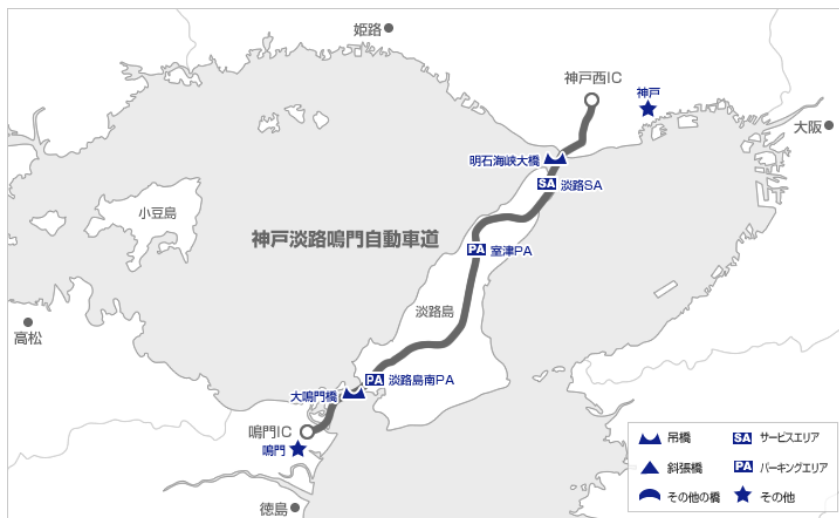 姫路
神戸西IC
神戸
大阪
明石海峡大橋
SA 淡路SA
小豆島
神戸淡路鳴門自動車道
PA 室津PA
淡路島
高松
PA 淡路島南PA
大鳴門橋
鳴門IC
鳴門
徳島
吊橋
SA サービスエリア
斜張橋
PA パーキングエリア
その他の橋
その他